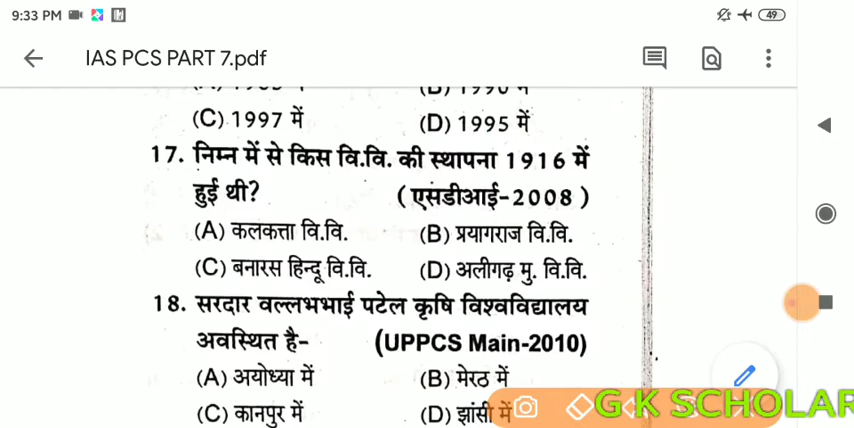 9:33 PM
49
IAS PCS PART 7.pdf
(C) 1997 में (D) 1995 में
17. निम्न में से किस वि.वि. की स्थापना 1916 में
हुई थी? (एसडीआई-2008)
(A) कलकत्ता वि.वि. (B) प्रयागराज वि.वि.
(C) बनारस हिन्दू वि.वि. (D) अलीगढ़ मु. वि.वि.
18. सरदार वल्लभभाई पटेल कृषि विश्वविद्यालय
अवस्थित है- (UPPCS Main-2010)
(A) अयोध्या में (B) मेरठ में
(C) कानपुर में (D) झांसी में
G K SCHOLAR